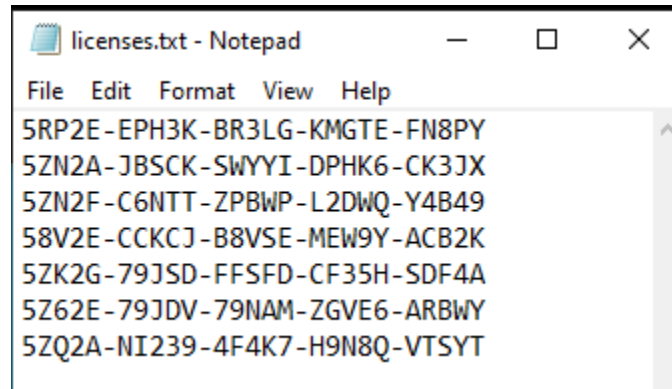 licenses.txt - Notepad
File Edit Format View Help
5RP2E-EPH3K-BR3LG-KMGTE-FN8PY
5ZN2A-JBSCK-SWYYI-DPHK6-CK3JX
5ZN2F-C6NTT-ZPBWP-L2DWQ-Y4B49
58V2E-CCKCJ-B8VSE-MEW9Y-ACB2K
5ZK2G-79JSD-FFSFD-CF35H-SDF4A
5Z62E-79JDV-79NAM-ZGVE6-ARBWY
5ZQ2A-NI239-4F4K7-H9N8Q-VTSYT